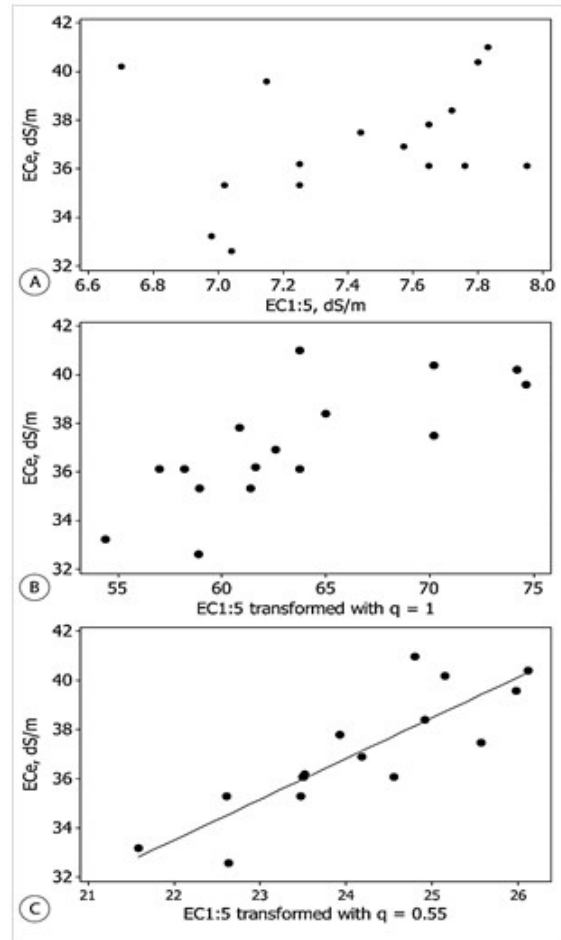 42
40
38
36
34
32
ECe, dS/m
6.6 6.8 7.0 7.2 7.4 7.6 7.8 8.0
A
EC1:5, dS/m
42
40
38
36
34
32
ECe, dS/m
55 60 65 70 75
B
EC1:5 transformed with q = 1
42
40
38
36
34
32
ECe, dS/m
21 22 23 24 25 26
C
EC1:5 transformed with q = 0.55